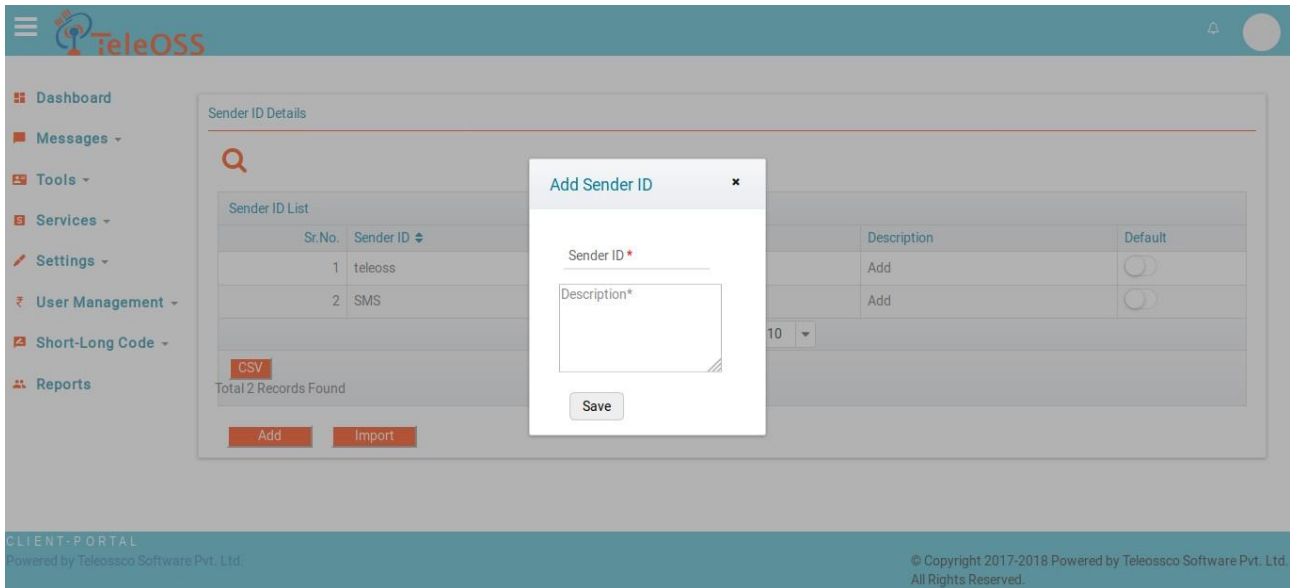 TeleOSS
Dashboard
Messages
Tools
Services
Settings
User Management
Short-Long Code
Reports
Sender ID Details
Sender ID List
Sr.No. Sender ID Description Default
1 teleoss Add
2 SMS Add
10
CSV
Total 2 Records Found
Add Import
Add Sender ID ×
Sender ID *
Description*
Save
CLIENT-PORTAL
Powered by Teleossco Software Pvt. Ltd.
© Copyright 2017-2018 Powered by Teleossco Software Pvt. Ltd.
All Rights Reserved.